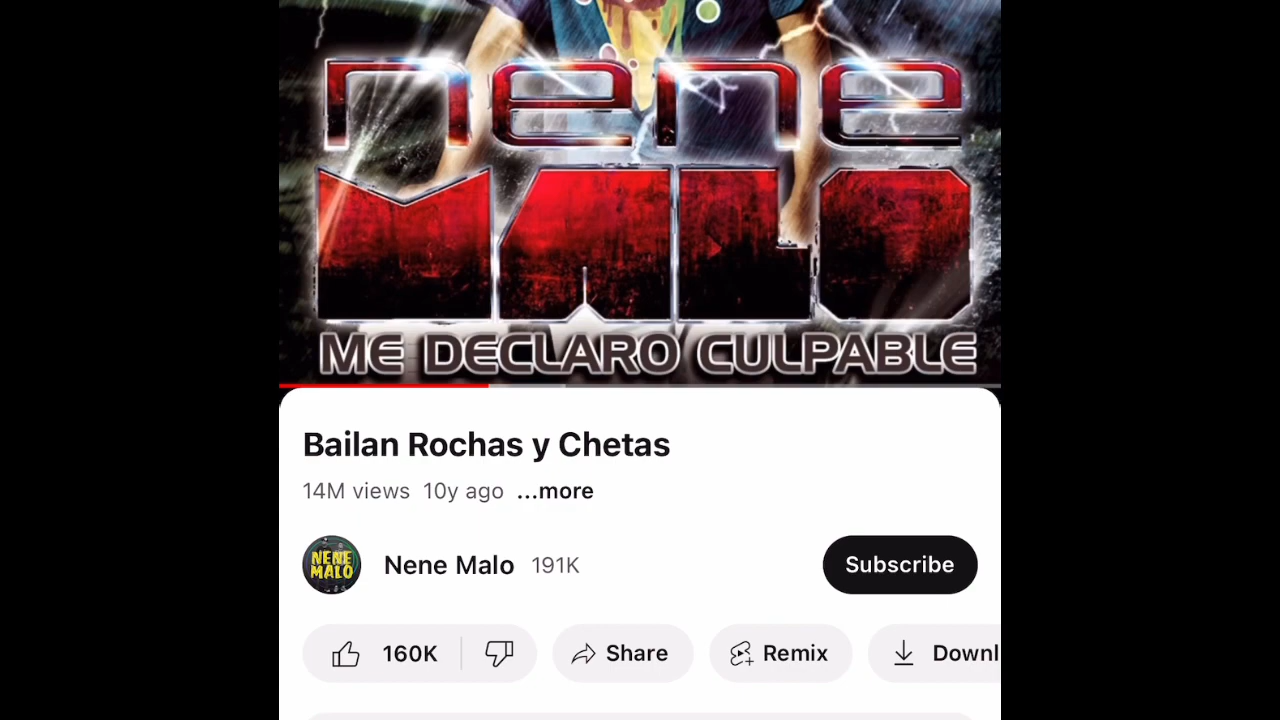 nene
MALO
ME DECLARO CULPABLE
Bailan Rochas y Chetas
14M views 10y ago ...more
NENE
MALO
Nene Malo 191K
Subscribe
160K
Share
Remix
Downl